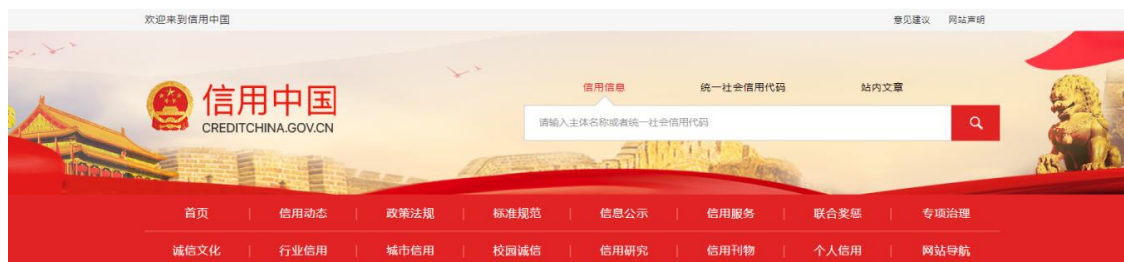 欢迎来到信用中国 意见建议 网站声明
信用信息 统一社会信用代码 站内文章
信用中国
CREDITCHINA.GOV.CN
请输入主体名称或者统一社会信用代码
首页 | 信用动态 | 政策法规 | 标准规范 | 信息公示 | 信用服务 | 联合奖惩 | 专项治理
诚信文化 | 行业信用 | 城市信用 | 校园诚信 | 信用研究 | 信用刊物 | 个人信用 | 网站导航